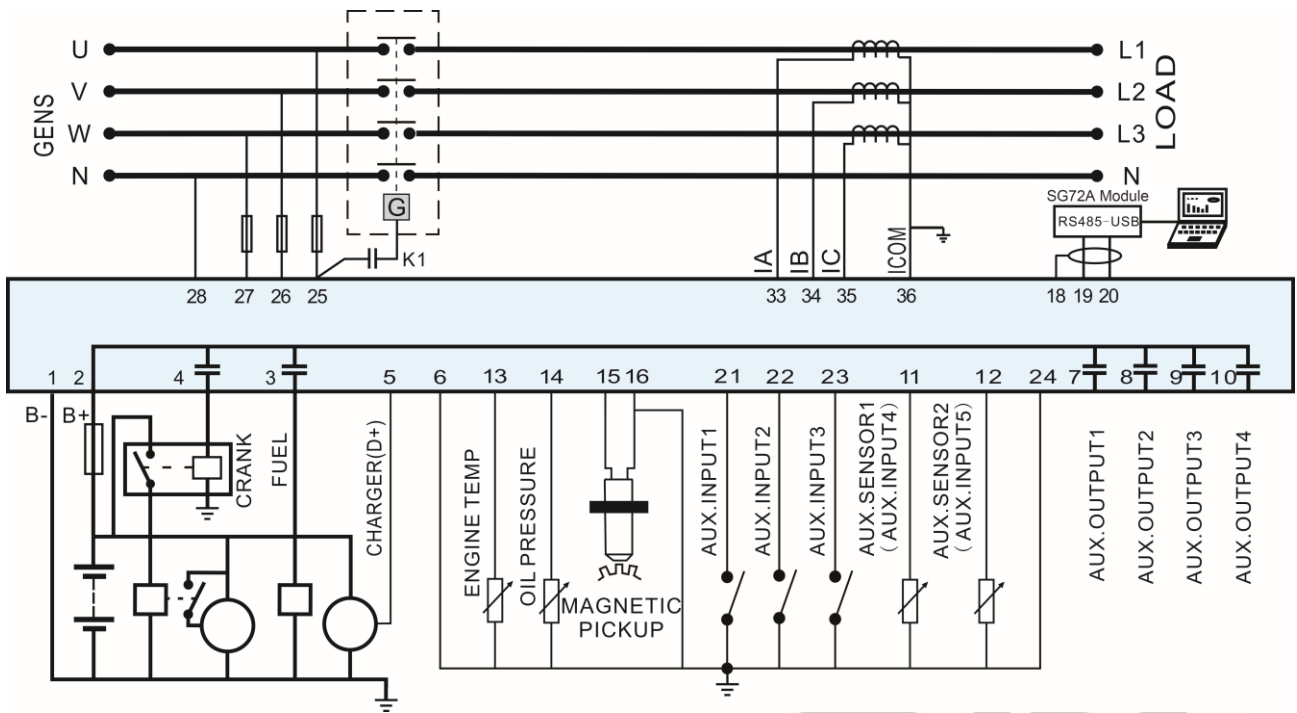 U
V
W
N
GENS
L1
L2
L3
N
LOAD
G
K1
SG72A Module
RS485-USB
IA
IB
IC
ICOM
28 27 26 25 33 34 35 36 18 19 20
1 2 4 3 5 6 13 14 15 16 21 22 23 11 12 24 7 8 9 10
B- B+
CRANK
FUEL
CHARGER(D+)
ENGINE TEMP
OIL PRESSURE
MAGNETIC
PICKUP
AUX.INPUT1
AUX.INPUT2
AUX.INPUT3
AUX.SENSOR1
(AUX.INPUT4)
AUX.SENSOR2
(AUX.INPUT5)
AUX.OUTPUT1
AUX.OUTPUT2
AUX.OUTPUT3
AUX.OUTPUT4